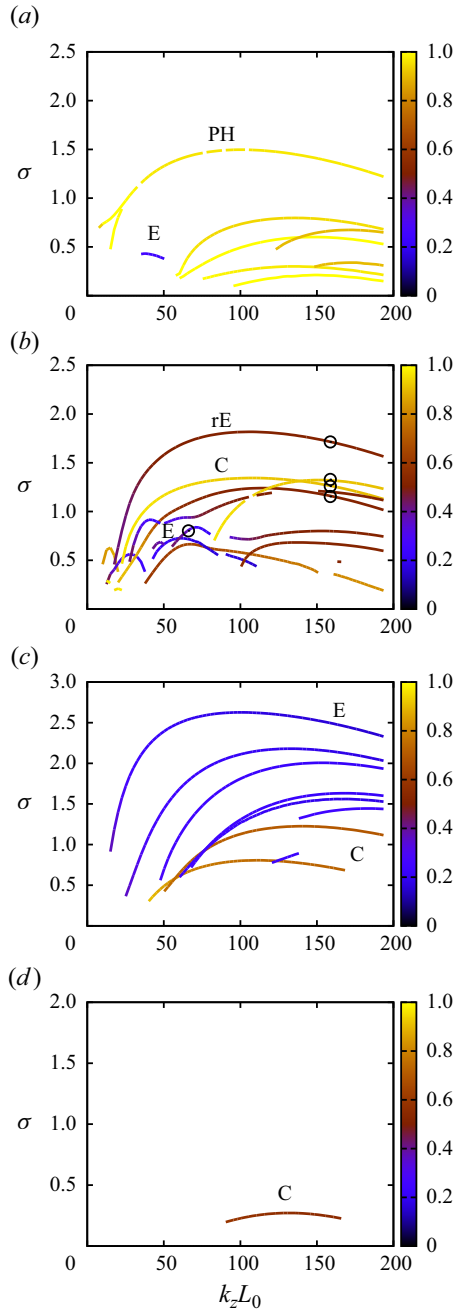 (a)
2.5 1.0
2.0 0.8
PH
1.5 0.6
σ
1.0 0.4
E
0.5 0.2
0 50 100 150 200 0
(b)
2.5 1.0
rE
2.0 0.8
C
1.5 0.6
σ
1.0 0.4
E
0.5 0.2
0 50 100 150 200 0
(c)
3.0 1.0
E
2.5 0.8
2.0
0.6
σ 1.5
0.4
1.0 C
0.5 0.2
0 50 100 150 200 0
(d)
2.0 1.0
0.8
1.5
0.6
σ 1.0
0.4
0.5 C 0.2
0 50 100 150 200 0
k_zL_0